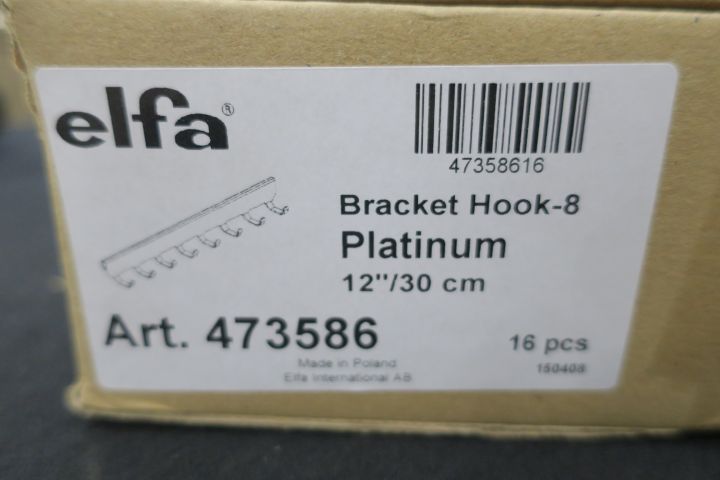 elfa®
47358616
Bracket Hook-8
Platinum
12"/30 cm
Art. 473586
16 pcs
Made in Poland
150408
Elfa International AB